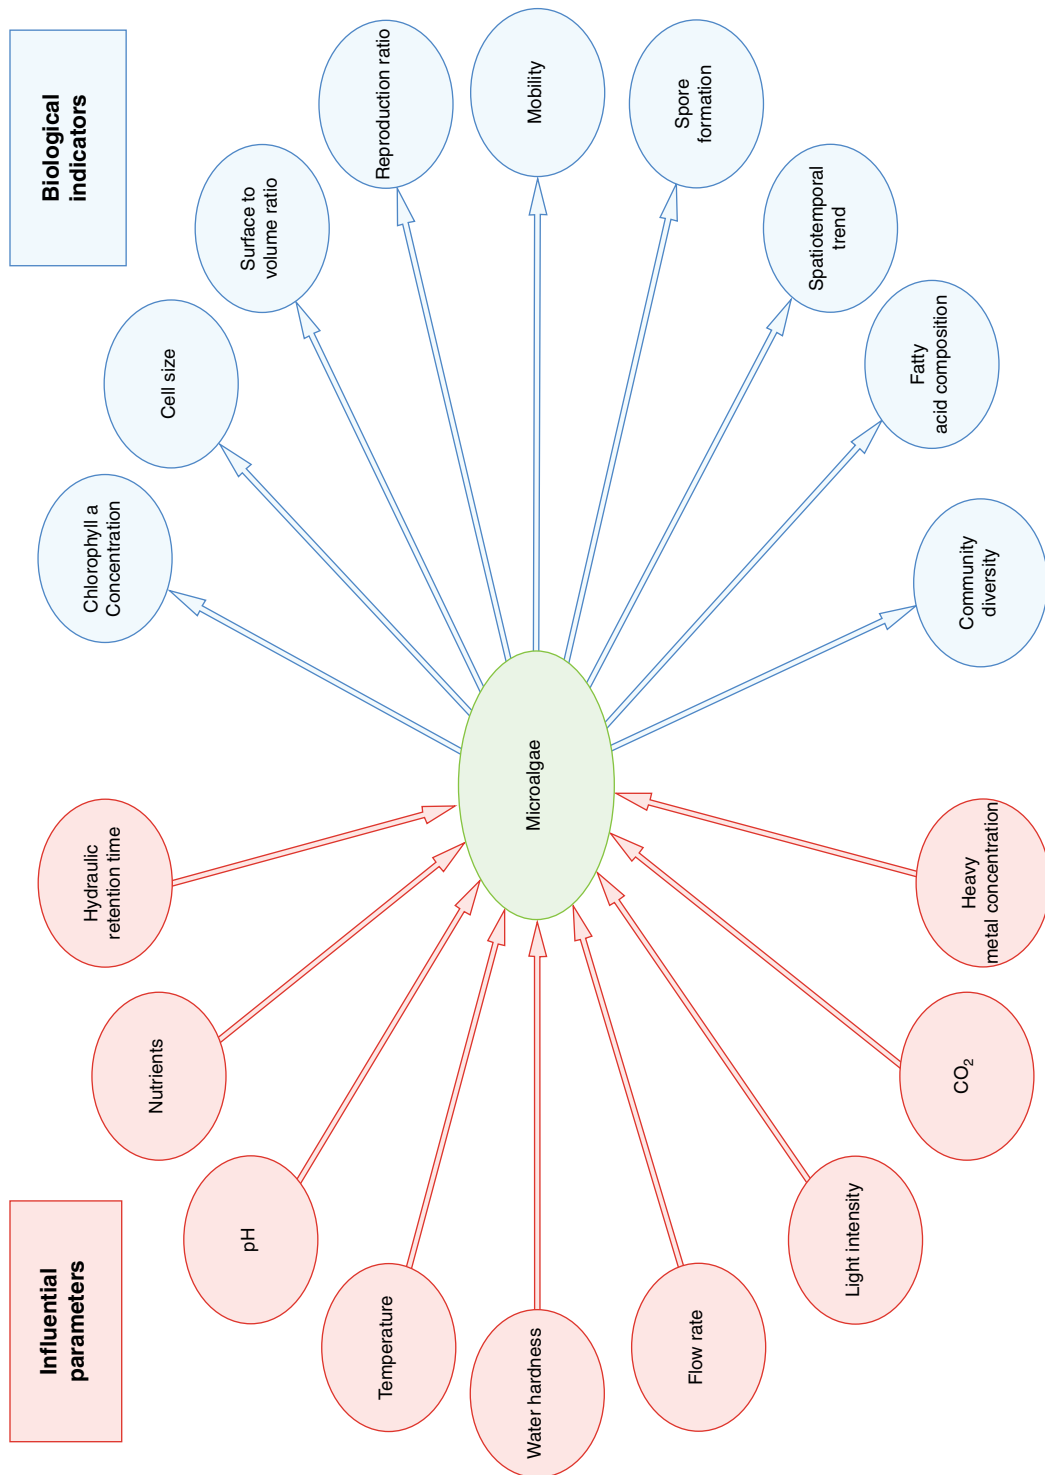 Influential
parameters
Biological
indicators
Hydraulic
retention time
Nutrients
pH
Temperature
Water hardness
Flow rate
Light intensity
CO₂
Heavy
metal concentration
Microalgae
Chlorophyll a
Concentration
Cell size
Surface to
volume ratio
Reproduction ratio
Mobility
Spore
formation
Spatiotemporal
trend
Fatty
acid composition
Community
diversity